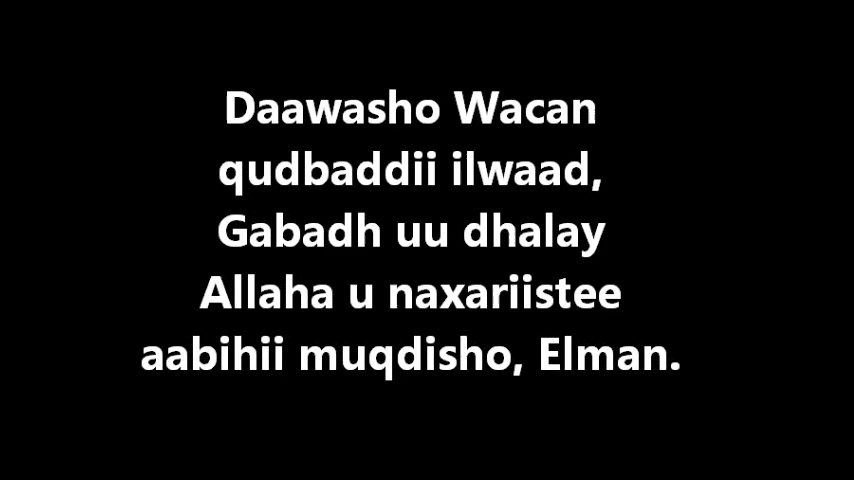 Daawasho Wacan
qudbaddii ilwaad,
Gabadh uu dhalay
Allaha u naxariistee
aabihii muqdisho, Elman.